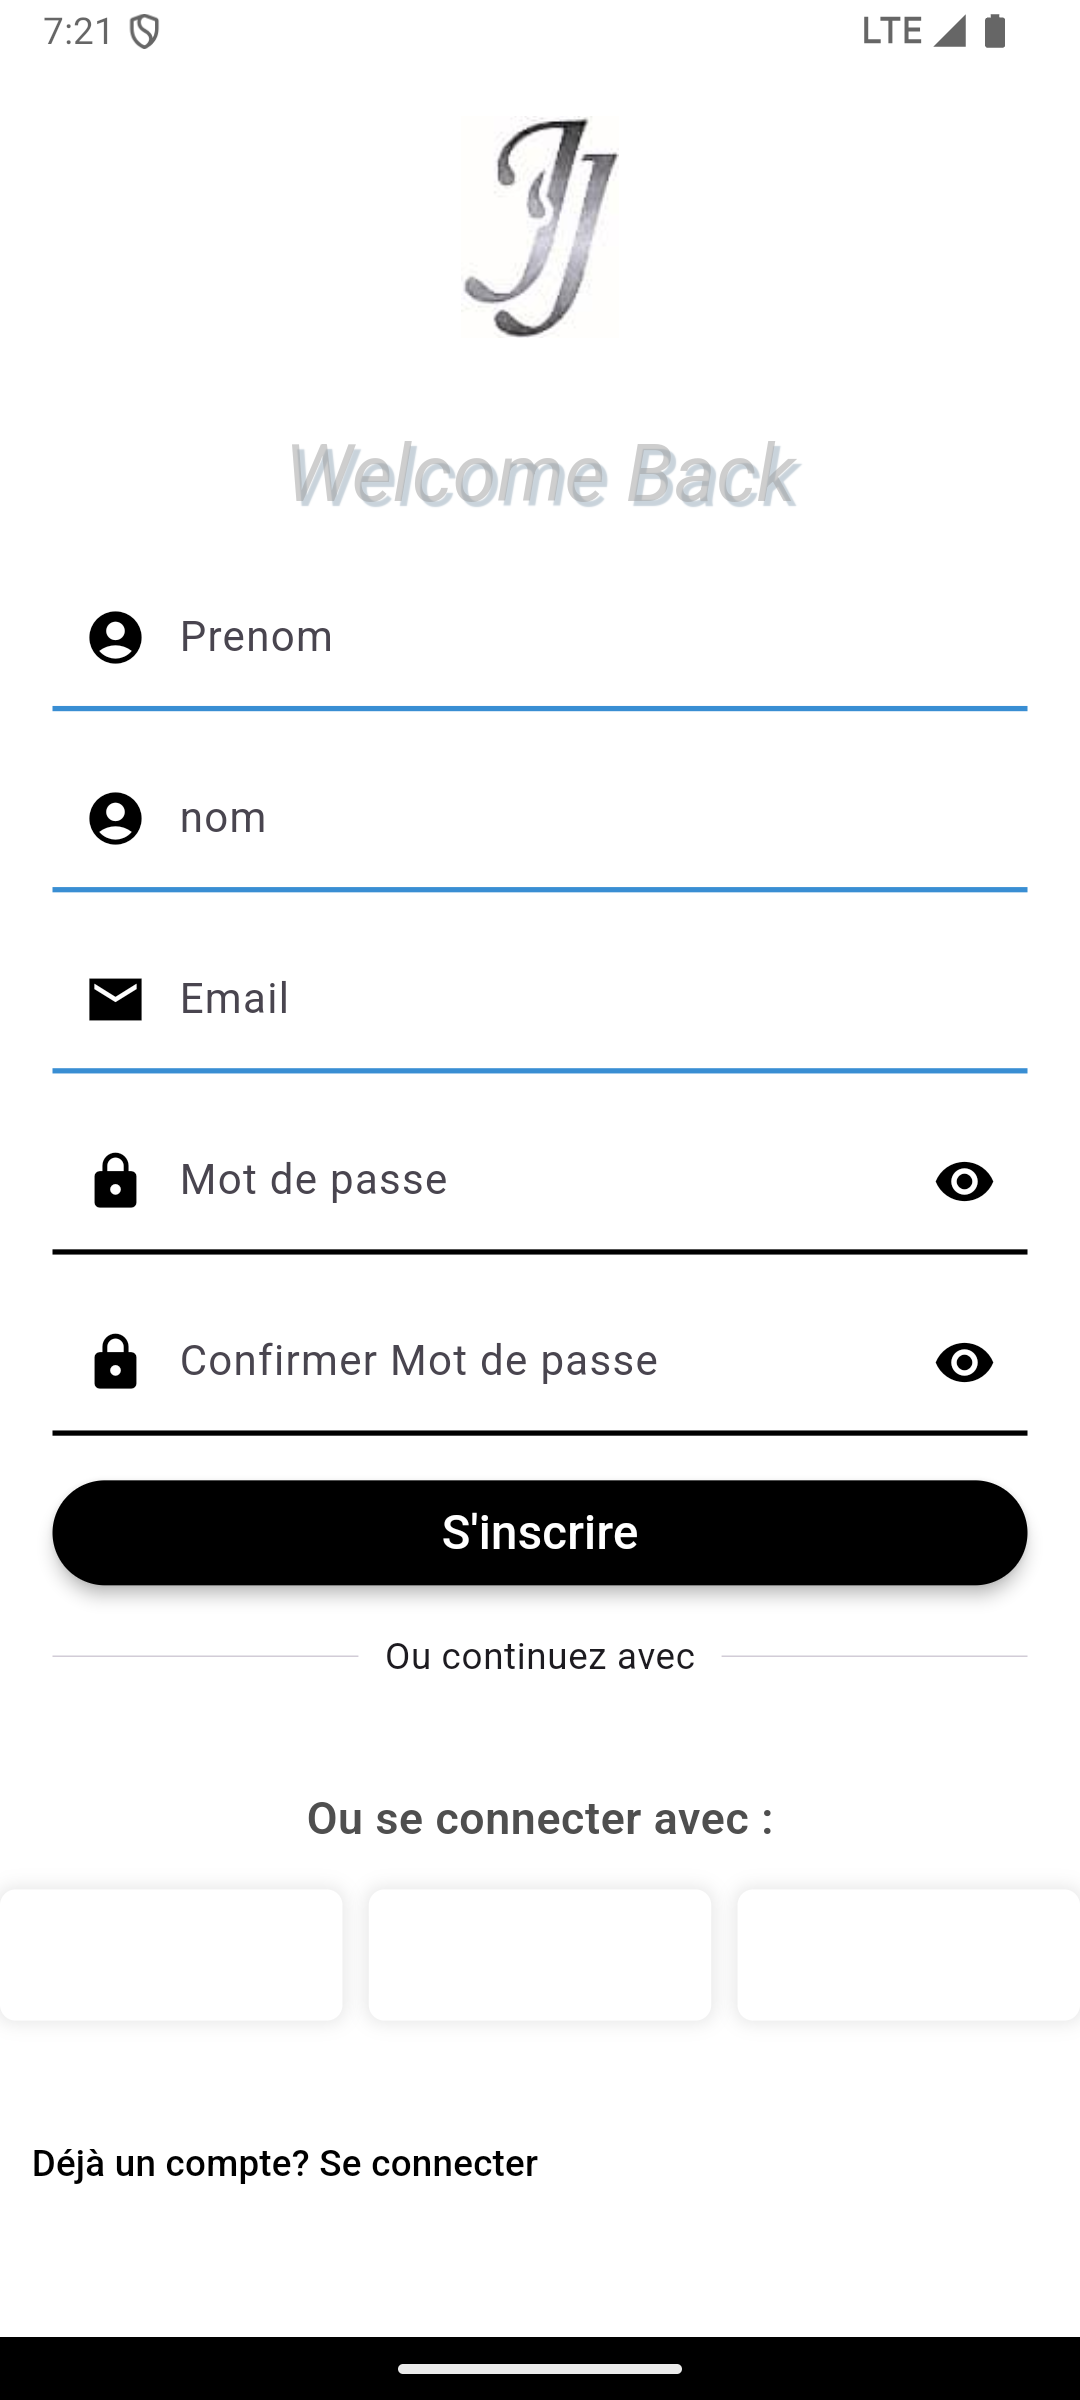 7:21 LTE
JJ
Welcome Back
Prenom
nom
Email
Mot de passe
Confirmer Mot de passe
S'inscrire
Ou continuez avec
Ou se connecter avec :
Déjà un compte? Se connecter